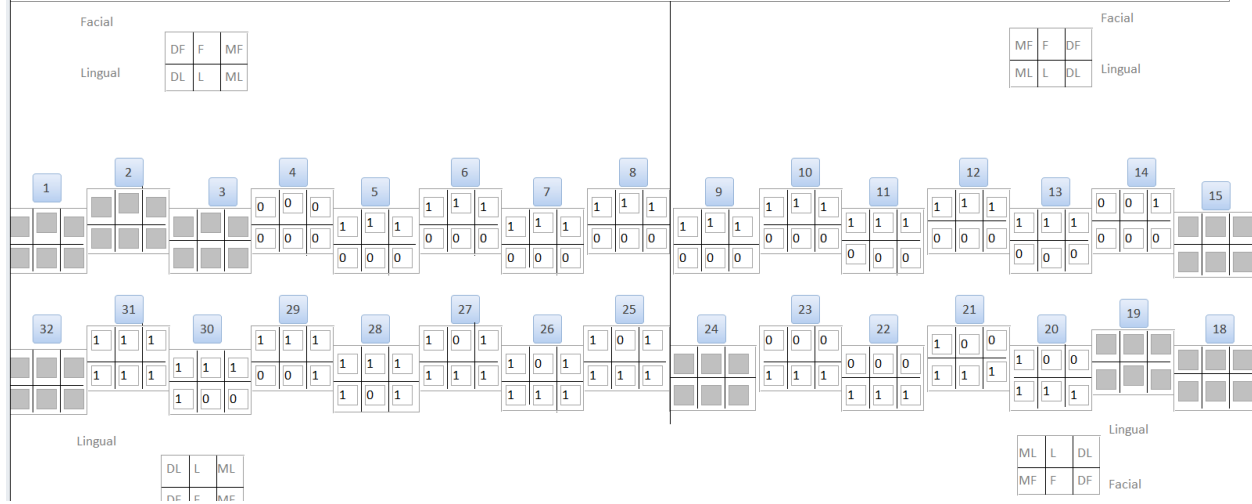 Facial Facial
DF F MF MF F DF
Lingual DL L ML ML L DL Lingual
1 2 3 4 5 6 7 8 9 10 11 12 13 14 15
0 0 0 1 1 1 1 1 1 1 1 1 1 1 1 1 1 1 1 1 1 1 1 1 1 1 1 1 1 1 0 0 1
0 0 0 0 0 0 0 0 0 0 0 0 0 0 0 0 0 0 0 0 0 0 0 0 0 0 0 0 0 0 0 0 0
32 31 30 29 28 27 26 25 24 23 22 21 20 19 18
1 1 1 1 1 1 1 1 1 1 1 1 1 1 1 1 0 1 1 0 1 0 0 0 0 0 0 1 0 0 1 0 0
1 1 1 1 0 0 0 0 1 1 0 1 1 1 1 1 1 1 1 1 1 1 1 1 1 1 1 1 1 1 1 1 1
Lingual Lingual
DL L ML ML L DL
DF F MF MF F DF Facial